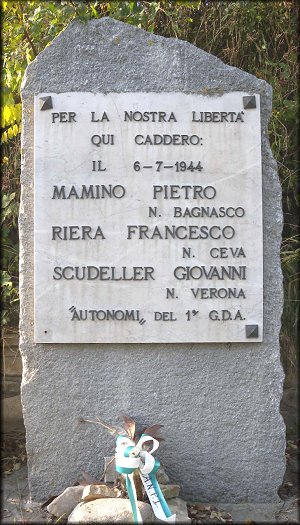 PER LA NOSTRA LIBERTA'
QUI CADDERO:
IL 6-7-1944
MAMINO PIETRO
N. BAGNASCO
RIERA FRANCESCO
N. CEVA
SCUDELLER GIOVANNI
N. VERONA
"AUTONOMI" DEL 1° G.D.A.